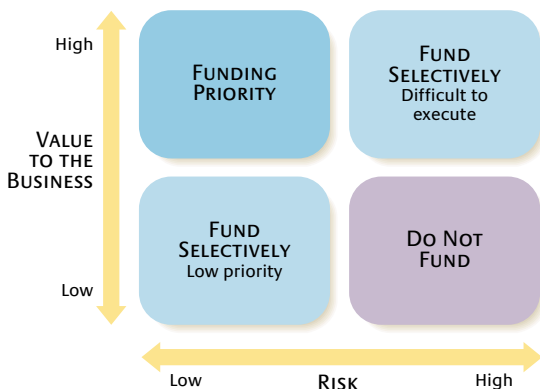 High
FUNDING
PRIORITY
FUND
SELECTIVELY
Difficult to
execute
VALUE
TO THE
BUSINESS
FUND
SELECTIVELY
Low priority
DO NOT
FUND
Low
Low
RISK
High